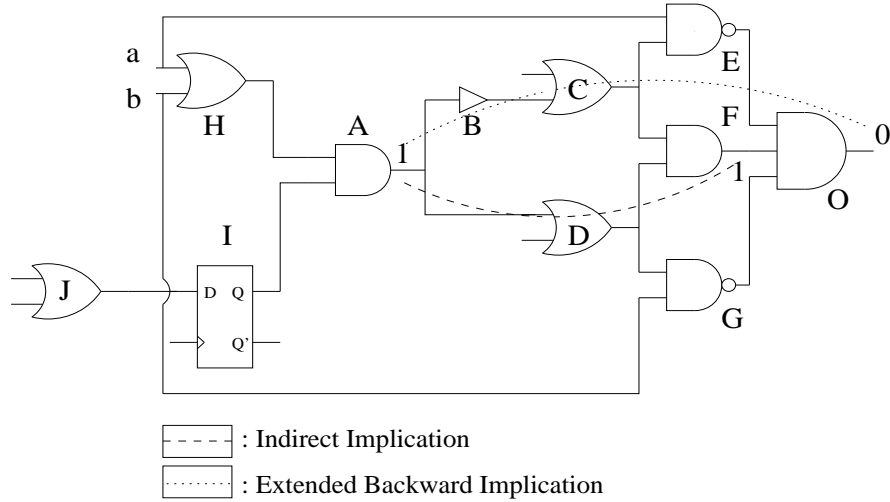 a
b
H
A
1
B
C
E
F
0
1
O
D
G
I
J
D
Q
Q'
: Indirect Implication
: Extended Backward Implication